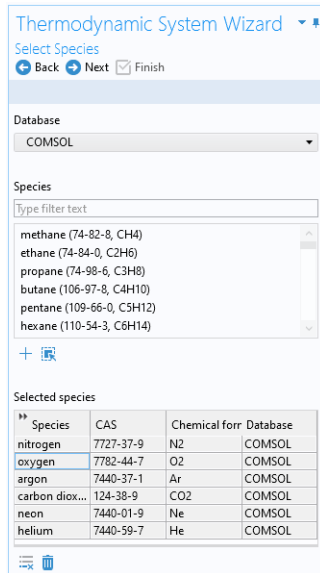 Thermodynamic System Wizard
Select Species
Back Next Finish
Database
COMSOL
Species
Type filter text
methane (74-82-8, CH4)
ethane (74-84-0, C2H6)
propane (74-98-6, C3H8)
butane (106-97-8, C4H10)
pentane (109-66-0, C5H12)
hexane (110-54-3, C6H14)
Selected species
Species CAS Chemical forr Database
nitrogen 7727-37-9 N2 COMSOL
oxygen 7782-44-7 O2 COMSOL
argon 7440-37-1 Ar COMSOL
carbon diox... 124-38-9 CO2 COMSOL
neon 7440-01-9 Ne COMSOL
helium 7440-59-7 He COMSOL